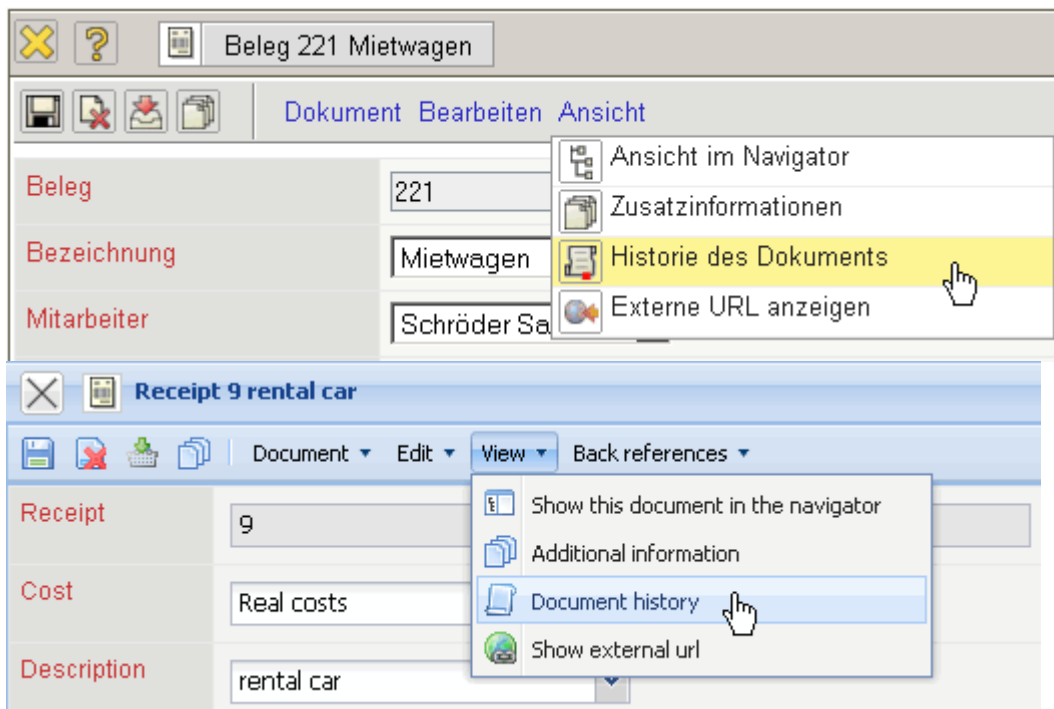 Beleg 221 Mietwagen
Dokument Bearbeiten Ansicht
Ansicht im Navigator
Beleg 221
Zusatzinformationen
Bezeichnung Mietwagen
Historie des Dokuments
Mitarbeiter Schröder Sa
Externe URL anzeigen
Receipt 9 rental car
Document Edit View Back references
Receipt 9
Show this document in the navigator
Additional information
Cost Real costs
Document history
Show external url
Description rental car